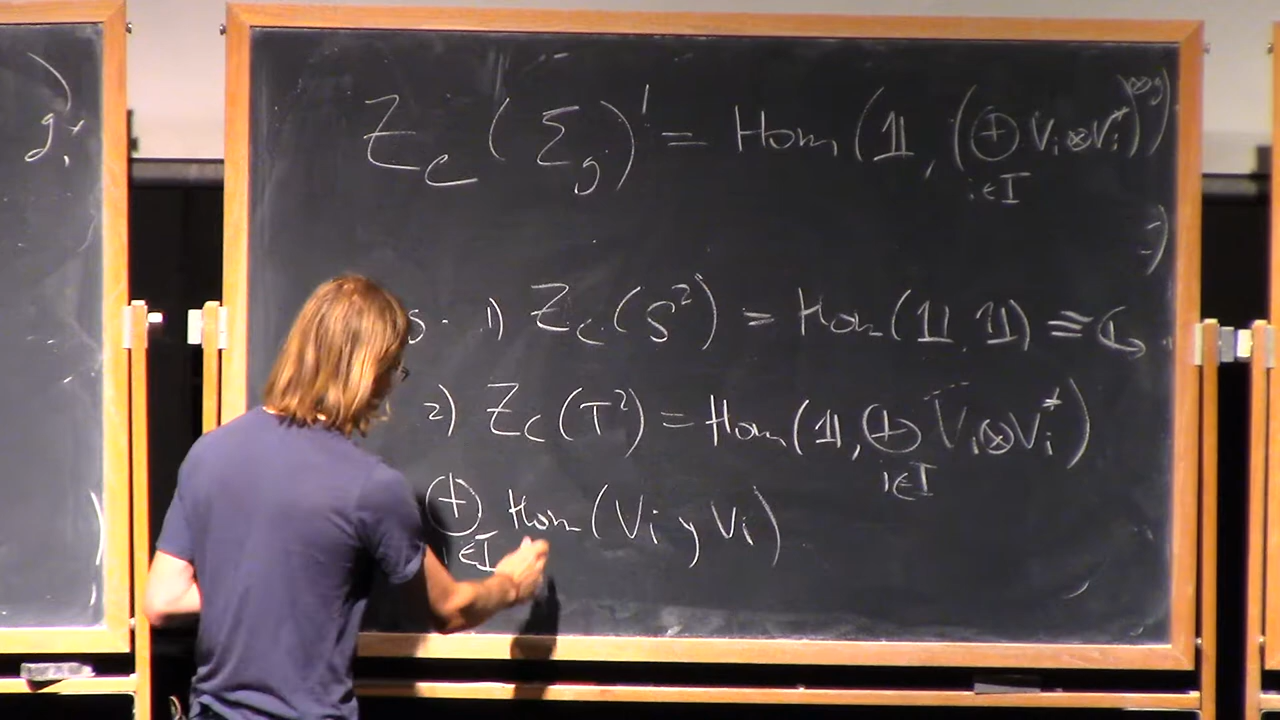 )
g,
Z_C(Σ_g) = Hom(𝟙, (⊕_{i∈I} V_i⊗V_i^*)^{⊗g})
1) Z_C(S²) = Hom(𝟙, 𝟙) ≡ ℂ.
2) Z_C(T²) = Hom(𝟙, ⊕_{i∈I} V_i⊗V_i^*)
⊕_{i∈I} Hom(V_i, V_i)